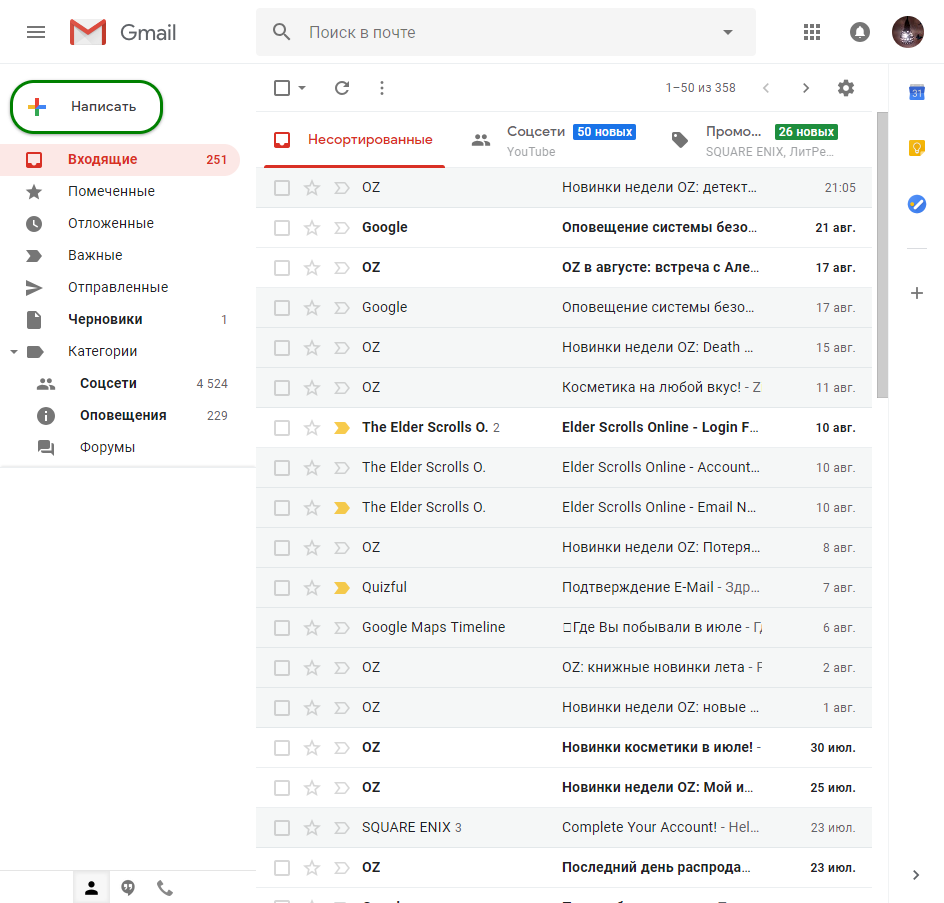 Gmail
Поиск в почте
Написать
1–50 из 358
31
Входящие 251
Помеченные
Отложенные
Важные
Отправленные
Черновики 1
Категории
Соцсети 4 524
Оповещения 229
Форумы
Несортированные
Соцсети 50 новых
YouTube
Промо... 26 новых
SQUARE ENIX, ЛитРе...
OZ Новинки недели OZ: детект... 21:05
Google Оповещение системы безо... 21 авг.
OZ OZ в августе: встреча с Але... 17 авг.
Google Оповещение системы безо... 17 авг.
OZ Новинки недели OZ: Death ... 15 авг.
OZ Косметика на любой вкус! - Z 11 авг.
The Elder Scrolls O. 2 Elder Scrolls Online - Login F... 10 авг.
The Elder Scrolls O. Elder Scrolls Online - Account... 10 авг.
The Elder Scrolls O. Elder Scrolls Online - Email N... 10 авг.
OZ Новинки недели OZ: Потеря... 8 авг.
Quizful Подтверждение E-Mail - Здр... 7 авг.
Google Maps Timeline Где Вы побывали в июле - 6 авг.
OZ OZ: книжные новинки лета - 2 авг.
OZ Новинки недели OZ: новые ... 1 авг.
OZ Новинки косметики в июле! - 30 июл.
OZ Новинки недели OZ: Мой и... 25 июл.
SQUARE ENIX 3 Complete Your Account! - Hel... 23 июл.
OZ Последний день распрода... 23 июл.